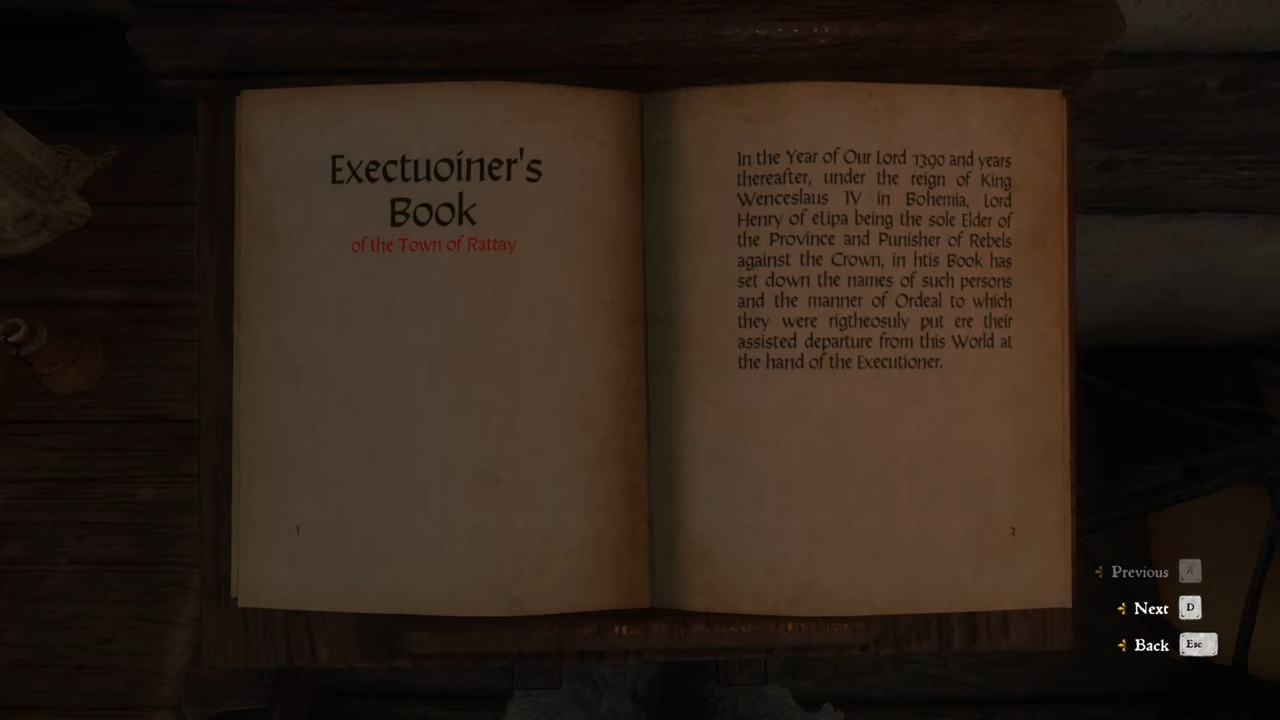 Exectuoiner's
Book
of the Town of Rattay
1
In the Year of Our Lord 1390 and years
thereafter, under the reign of King
Wenceslaus IV in Bohemia, Lord
Henry of eLipa being the sole Elder of
the Province and Punisher of Rebels
against the Crown, in htis Book has
set down the names of such persons
and the manner of Ordeal to which
they were rigtheosuly put ere their
assisted departure from this World at
the hand of the Executioner.
2
Previous A
Next D
Back Esc